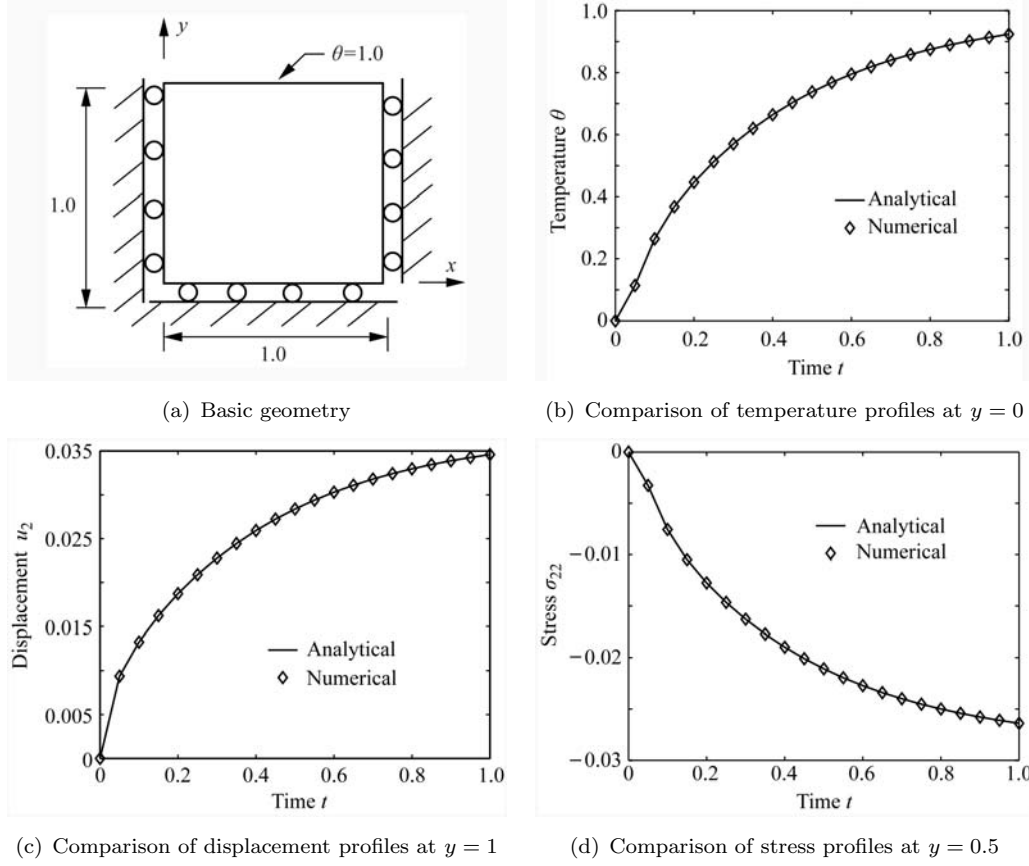 y
θ=1.0
1.0
x
1.0
(a) Basic geometry
1.0
0.8
0.6
0.4
0.2
0
Temperature θ
Analytical
Numerical
0 0.2 0.4 0.6 0.8 1.0
Time t
(b) Comparison of temperature profiles at y = 0
0.035
0.025
0.015
0.005
0
Displacement u₂
Analytical
Numerical
0 0.2 0.4 0.6 0.8 1.0
Time t
(c) Comparison of displacement profiles at y = 1
0
−0.01
−0.02
−0.03
Stress σ₂₂
Analytical
Numerical
0 0.2 0.4 0.6 0.8 1.0
Time t
(d) Comparison of stress profiles at y = 0.5